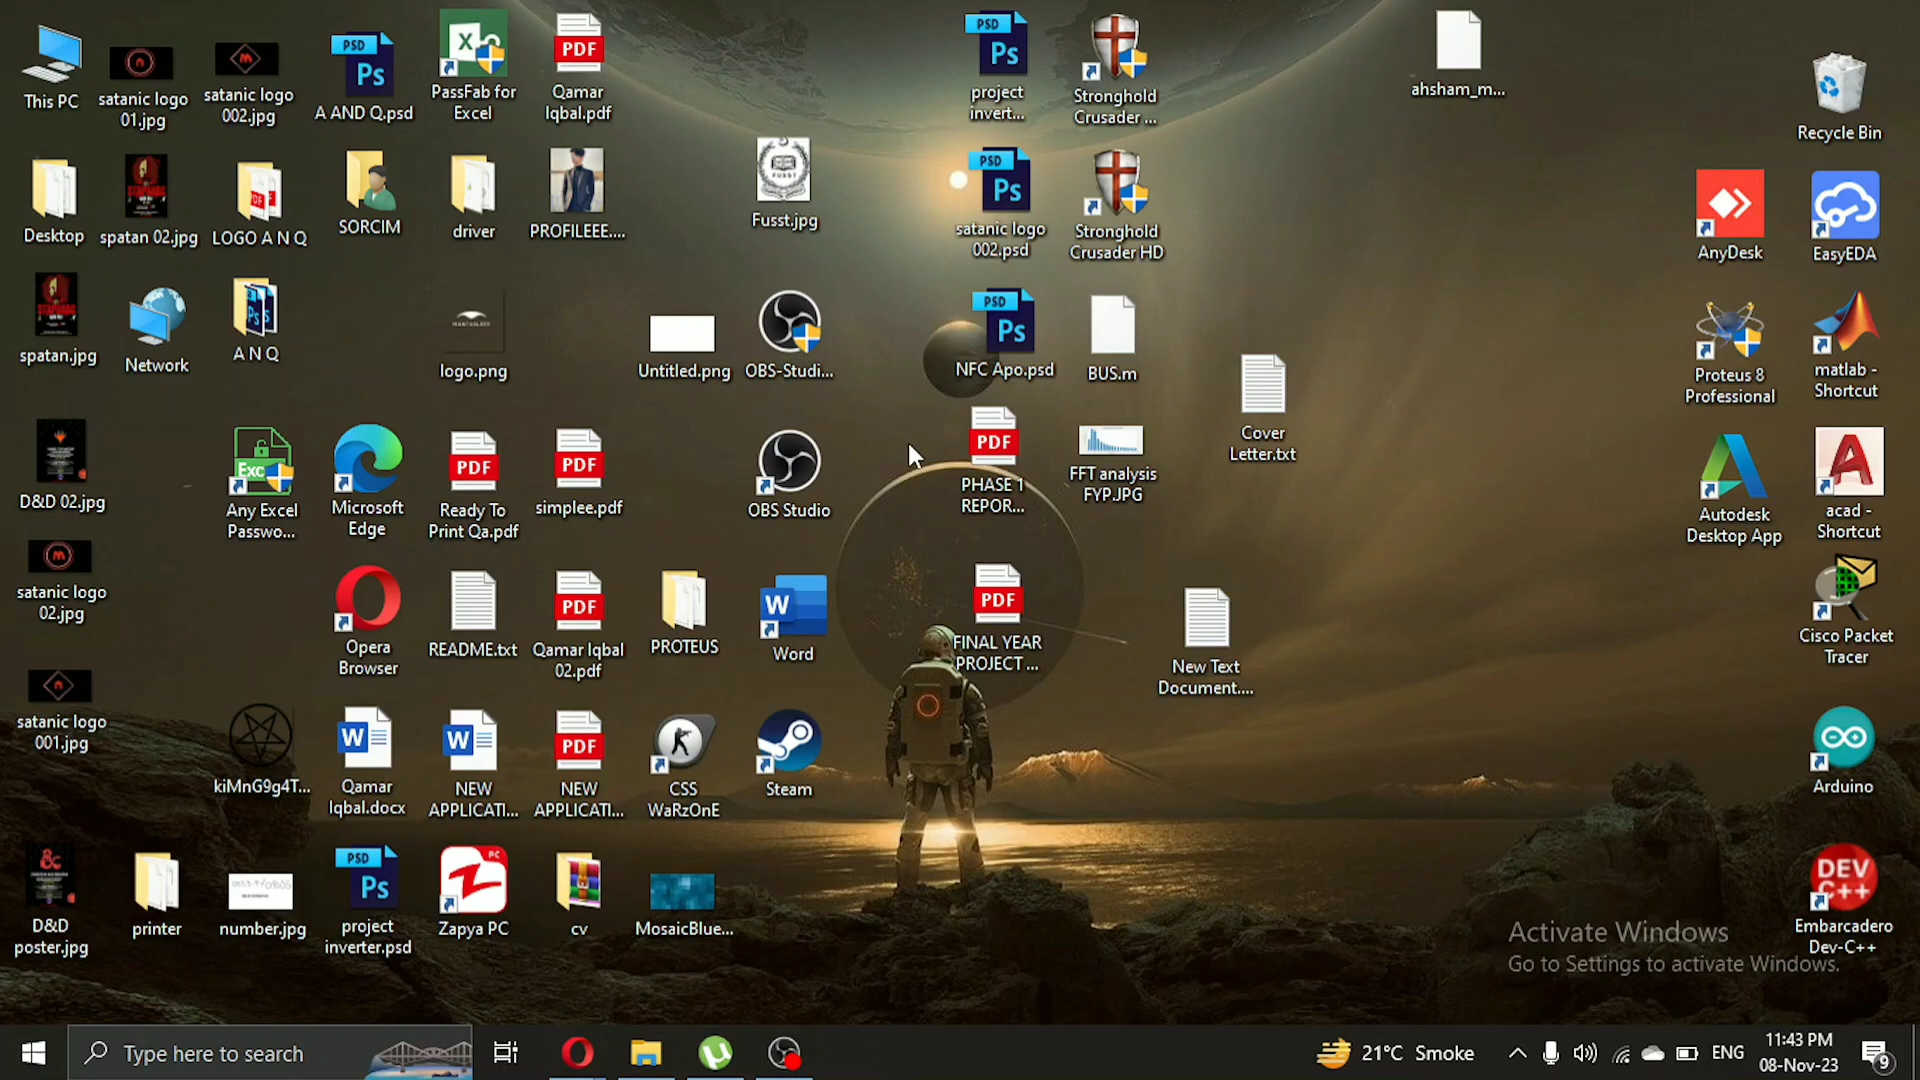 This PC
satanic logo
01.jpg
satanic logo
002.jpg
PSD
Ps
A AND Q.psd
PassFab for
Excel
PDF
Qamar
Iqbal.pdf
PSD
Ps
project
invert...
Stronghold
Crusader ...
ahsham_m...
Recycle Bin
Desktop
spatan 02.jpg
PDF
LOGO A N Q
SORCIM
driver
PROFILEEE....
FUSST
Fusst.jpg
PSD
Ps
satanic logo
002.psd
Stronghold
Crusader HD
AnyDesk
EasyEDA
spatan.jpg
Network
A N Q
logo.png
Untitled.png
OBS-Studi...
PSD
Ps
NFC Apo.psd
BUS.m
Cover
Letter.txt
Proteus 8
Professional
matlab -
Shortcut
D&D 02.jpg
Exc
Any Excel
Passwo...
Microsoft
Edge
PDF
Ready To
Print Qa.pdf
PDF
simplee.pdf
OBS Studio
PDF
PHASE 1
REPOR...
FFT analysis
FYP.JPG
Autodesk
Desktop App
acad -
Shortcut
satanic logo
02.jpg
Opera
Browser
README.txt
PDF
Qamar Iqbal
02.pdf
PROTEUS
W
Word
PDF
FINAL YEAR
PROJECT ...
New Text
Document....
Cisco Packet
Tracer
satanic logo
001.jpg
kiMnG9g4T...
W
Qamar
Iqbal.docx
W
NEW
APPLICATI...
PDF
NEW
APPLICATI...
CSS
WaRzOnE
Steam
Arduino
D&D
poster.jpg
printer
number.jpg
PSD
Ps
project
inverter.psd
PC
Zapya PC
cv
MosaicBlue...
DEV
C++
Embarcadero
Dev-C++
Activate Windows
Go to Settings to activate Windows.
Type here to search
21°C Smoke
ENG
11:43 PM
08-Nov-23
9